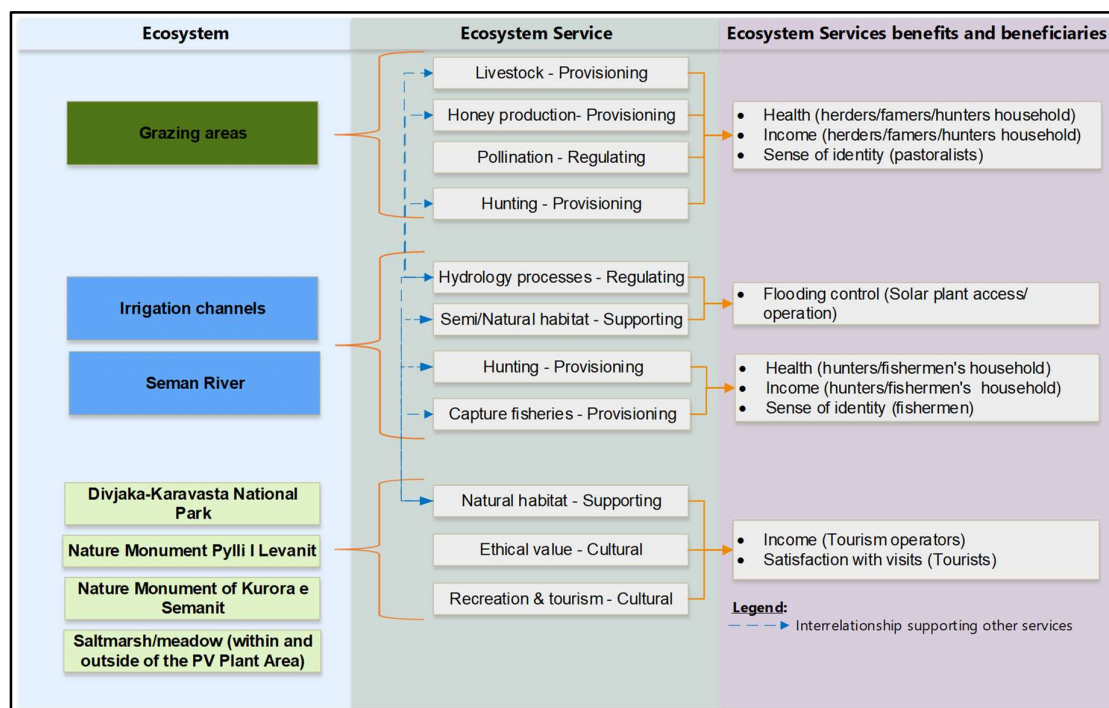 Ecosystem
Ecosystem Service
Ecosystem Services benefits and beneficiaries
Grazing areas
Livestock - Provisioning
Honey production- Provisioning
Pollination - Regulating
Hunting - Provisioning
• Health (herders/famers/hunters household)
• Income (herders/famers/hunters household)
• Sense of identity (pastoralists)
Irrigation channels
Seman River
Hydrology processes - Regulating
Semi/Natural habitat - Supporting
Hunting - Provisioning
Capture fisheries - Provisioning
• Flooding control (Solar plant access/
operation)
• Health (hunters/fishermen's household)
• Income (hunters/fishermen's household)
• Sense of identity (fishermen)
Divjaka-Karavasta National
Park
Nature Monument Pylli I Levanit
Nature Monument of Kurora e
Semanit
Saltmarsh/meadow (within and
outside of the PV Plant Area)
Natural habitat - Supporting
Ethical value - Cultural
Recreation & tourism - Cultural
• Income (Tourism operators)
• Satisfaction with visits (Tourists)
Legend:
Interrelationship supporting other services